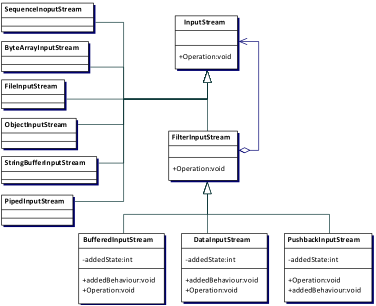 SequenceInoputStream
InputStream
+Operation:void
ByteArrayInputStream
FileInputStream
ObjectInputStream
FilterInputStream
+Operation:void
StringBufferInputStream
PipedInputStream
BufferedInputStream
-addedState:int
+addedBehaviour:void
+Operation:void
DataInputStream
-addedState:int
+addedBehaviour:void
+Operation:void
PushbackInputStream
-addedState:int
+Operation:void
+addedBehaviour:void